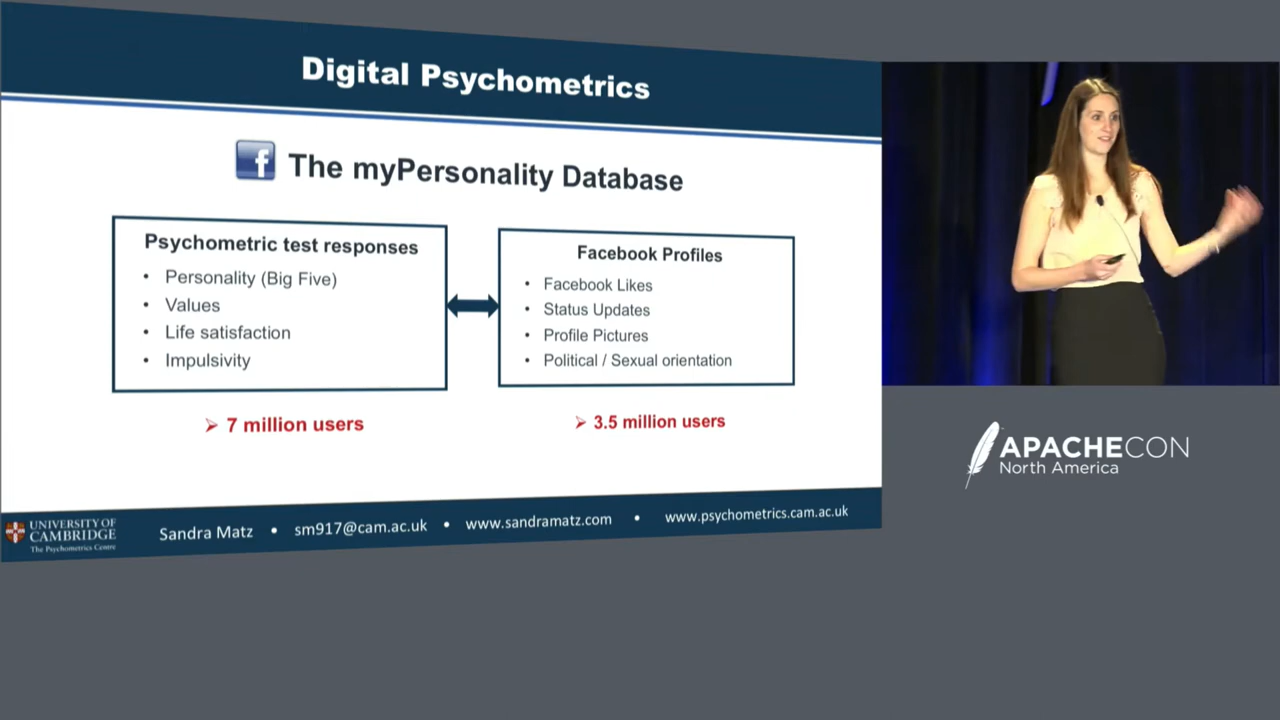 Digital Psychometrics
The myPersonality Database
Psychometric test responses
• Personality (Big Five)
• Values
• Life satisfaction
• Impulsivity
➢ 7 million users
Facebook Profiles
• Facebook Likes
• Status Updates
• Profile Pictures
• Political / Sexual orientation
➢ 3.5 million users
UNIVERSITY OF
CAMBRIDGE
The Psychometrics Centre
Sandra Matz • sm917@cam.ac.uk • www.sandramatz.com • www.psychometrics.cam.ac.uk
APACHECON
North America